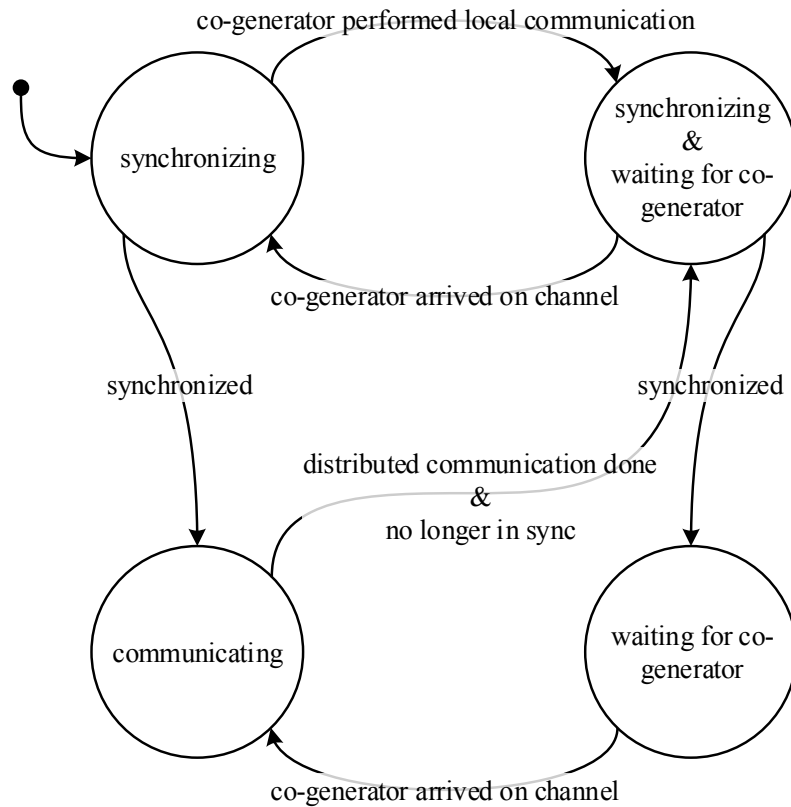 co-generator performed local communication
synchronizing
synchronizing
&
waiting for co-
generator
co-generator arrived on channel
synchronized
synchronized
distributed communication done
&
no longer in sync
communicating
waiting for co-
generator
co-generator arrived on channel